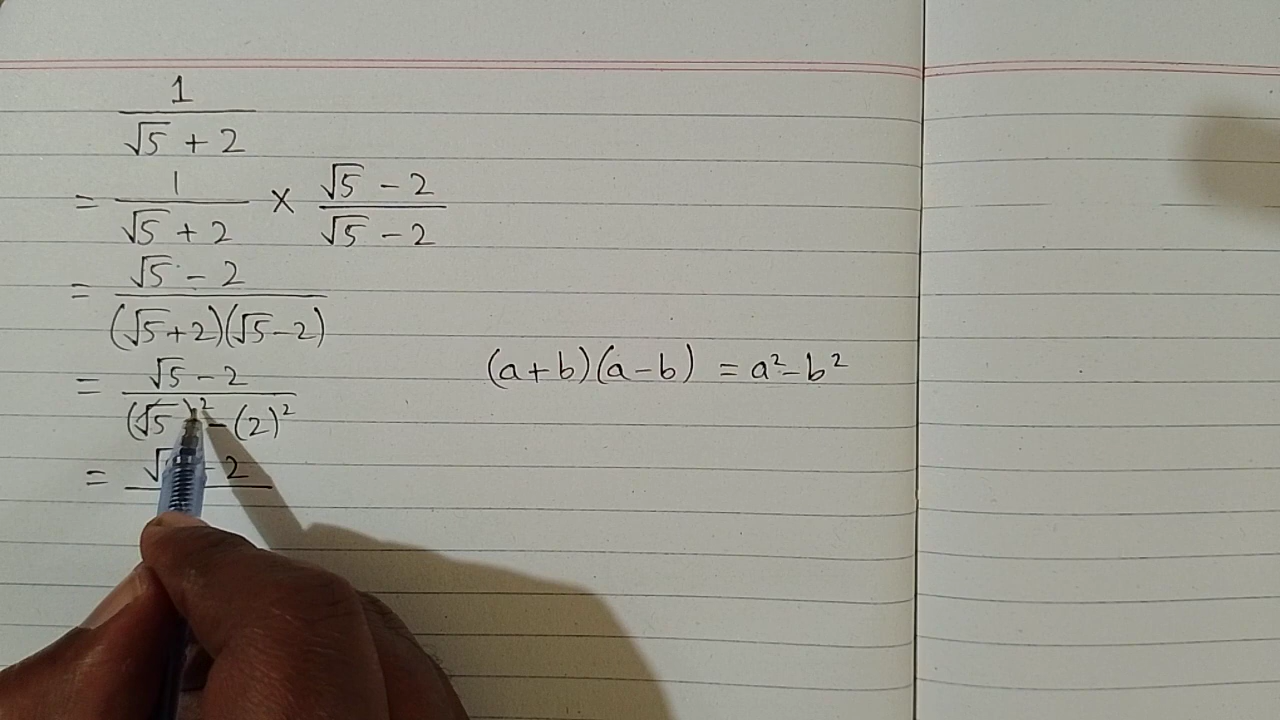 1
√5 + 2
= 1/(√5 + 2) × (√5 - 2)/(√5 - 2)
= (√5 - 2)/((√5+2)(√5-2))
= (√5 - 2)/((√5)² - (2)²)
(a+b)(a-b) = a²-b²
= √ - 2